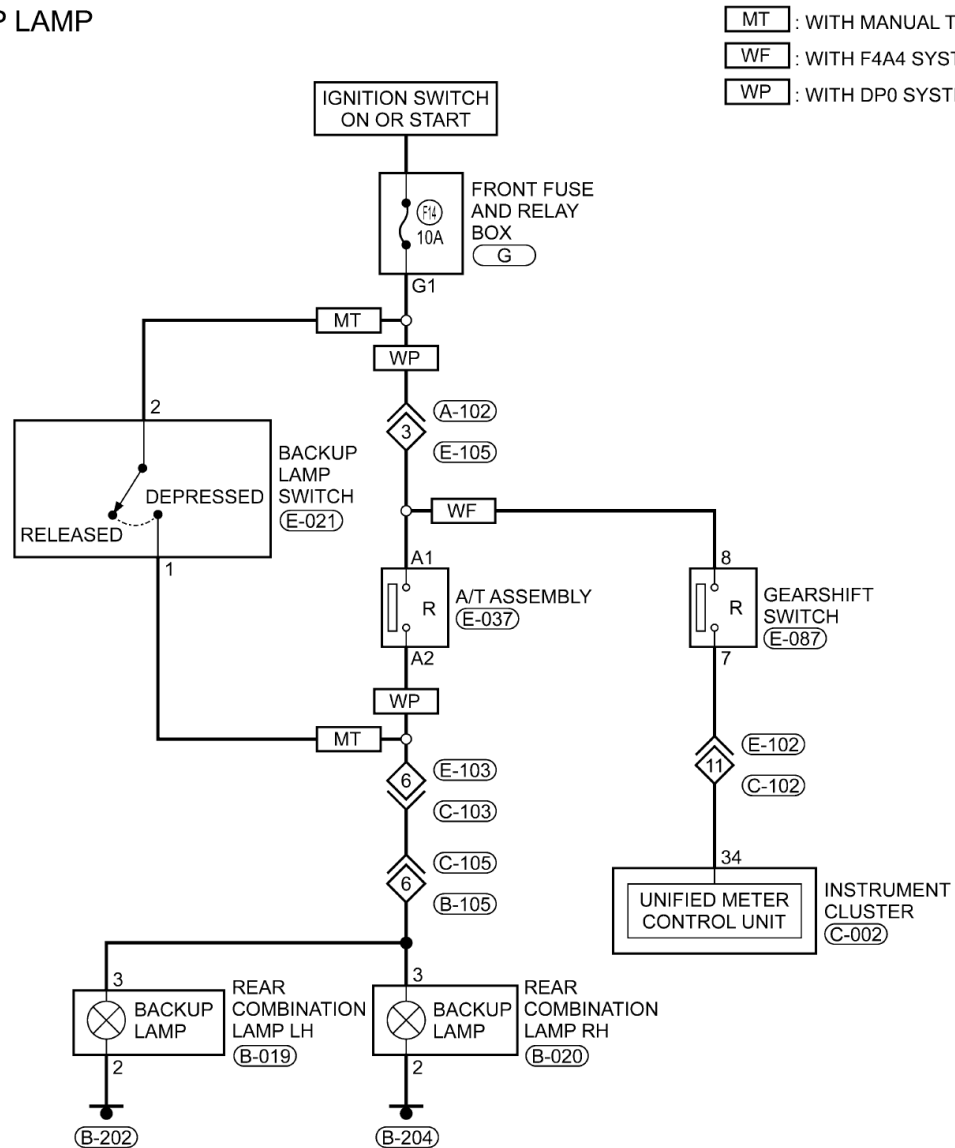 LAMP
MT : WITH MANUAL
WF : WITH F4A4
WP : WITH DP0
IGNITION SWITCH
ON OR START
F14
10A
FRONT FUSE
AND RELAY
BOX
G
G1
MT
WP
2
A-102
3
E-105
BACKUP
LAMP
SWITCH
E-021
DEPRESSED
RELEASED
1
WF
A1
R
A/T ASSEMBLY
E-037
A2
8
R
GEARSHIFT
SWITCH
E-087
7
WP
MT
E-103
6
C-103
E-102
11
C-102
C-105
6
B-105
34
UNIFIED METER
CONTROL UNIT
INSTRUMENT
CLUSTER
C-002
3
BACKUP
LAMP
REAR
COMBINATION
LAMP LH
B-019
2
B-202
3
BACKUP
LAMP
REAR
COMBINATION
LAMP RH
B-020
2
B-204